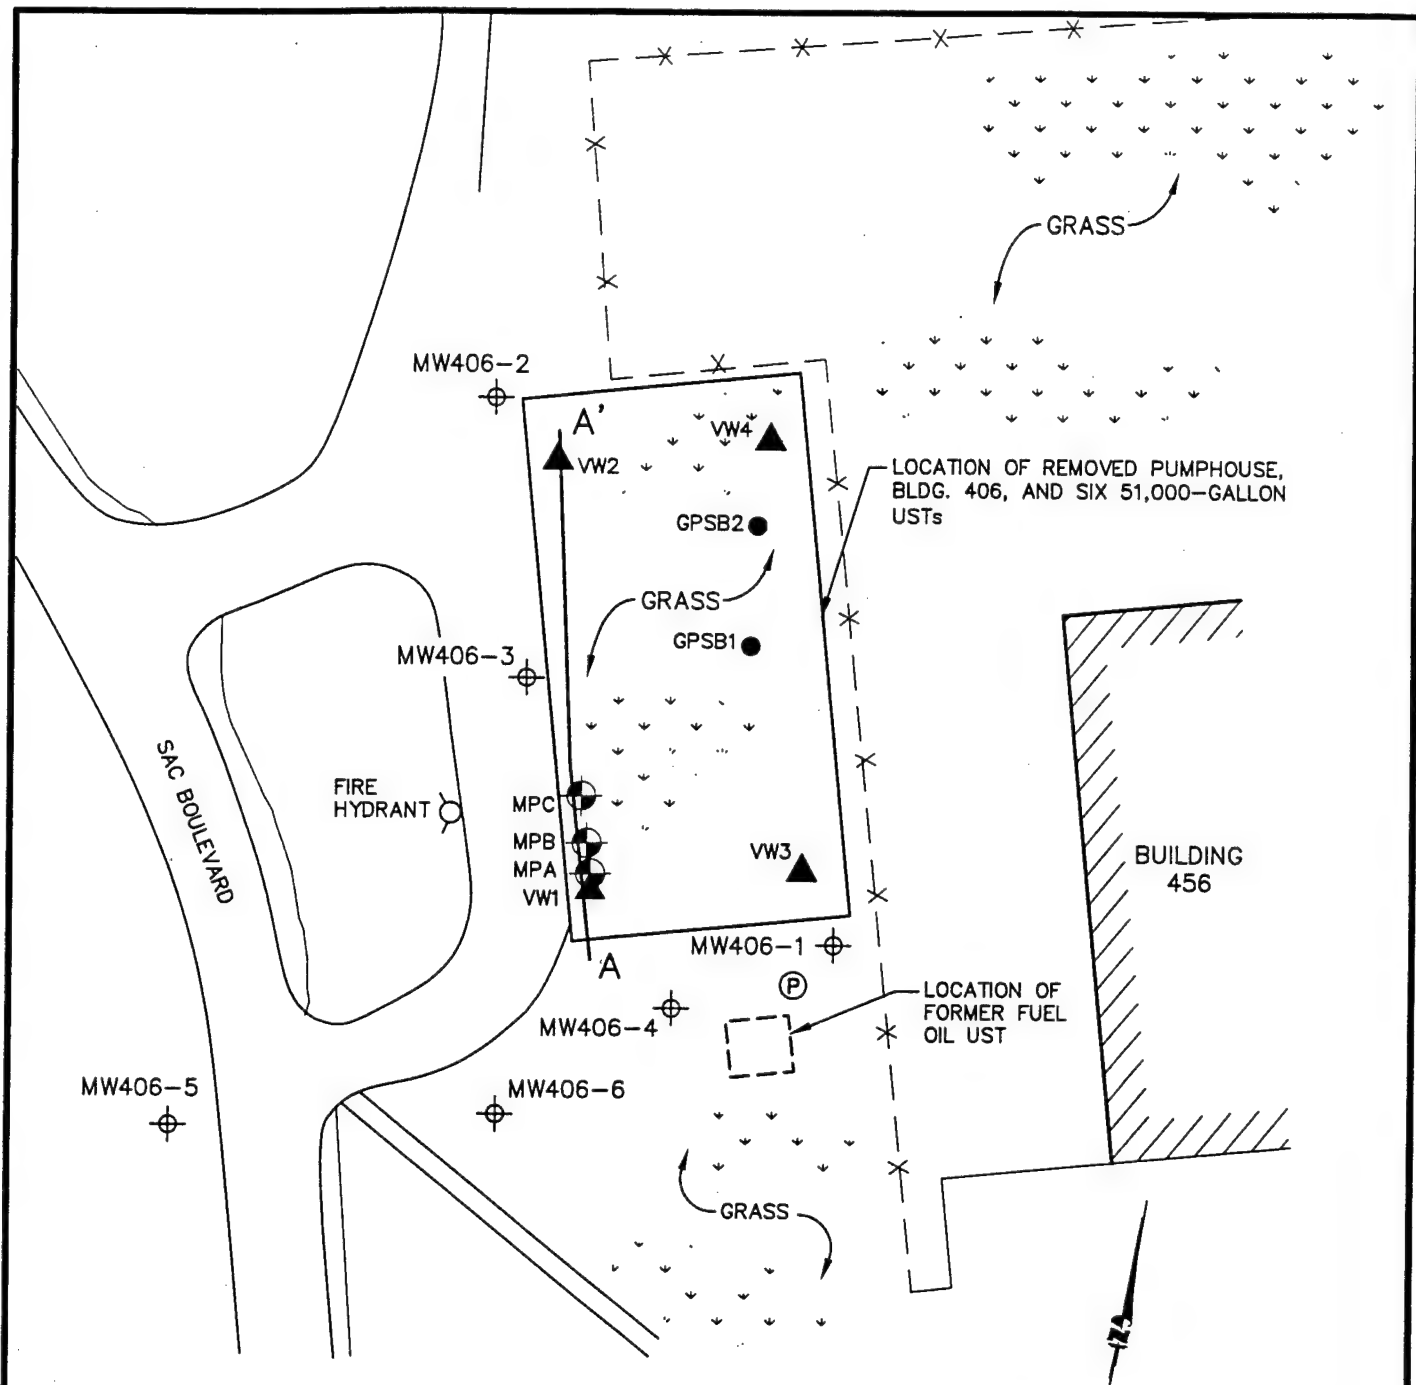 GRASS
MW406-2
A'
VW4
VW2
LOCATION OF REMOVED PUMPHOUSE,
BLDG. 406, AND SIX 51,000-GALLON
USTs
GPSB2
GRASS
GPSB1
MW406-3
SAC BOULEVARD
FIRE
HYDRANT
MPC
MPB
MPA
VW1
VW3
BUILDING
456
MW406-1
A
P
LOCATION OF
FORMER FUEL
OIL UST
MW406-4
MW406-5
MW406-6
GRASS
N